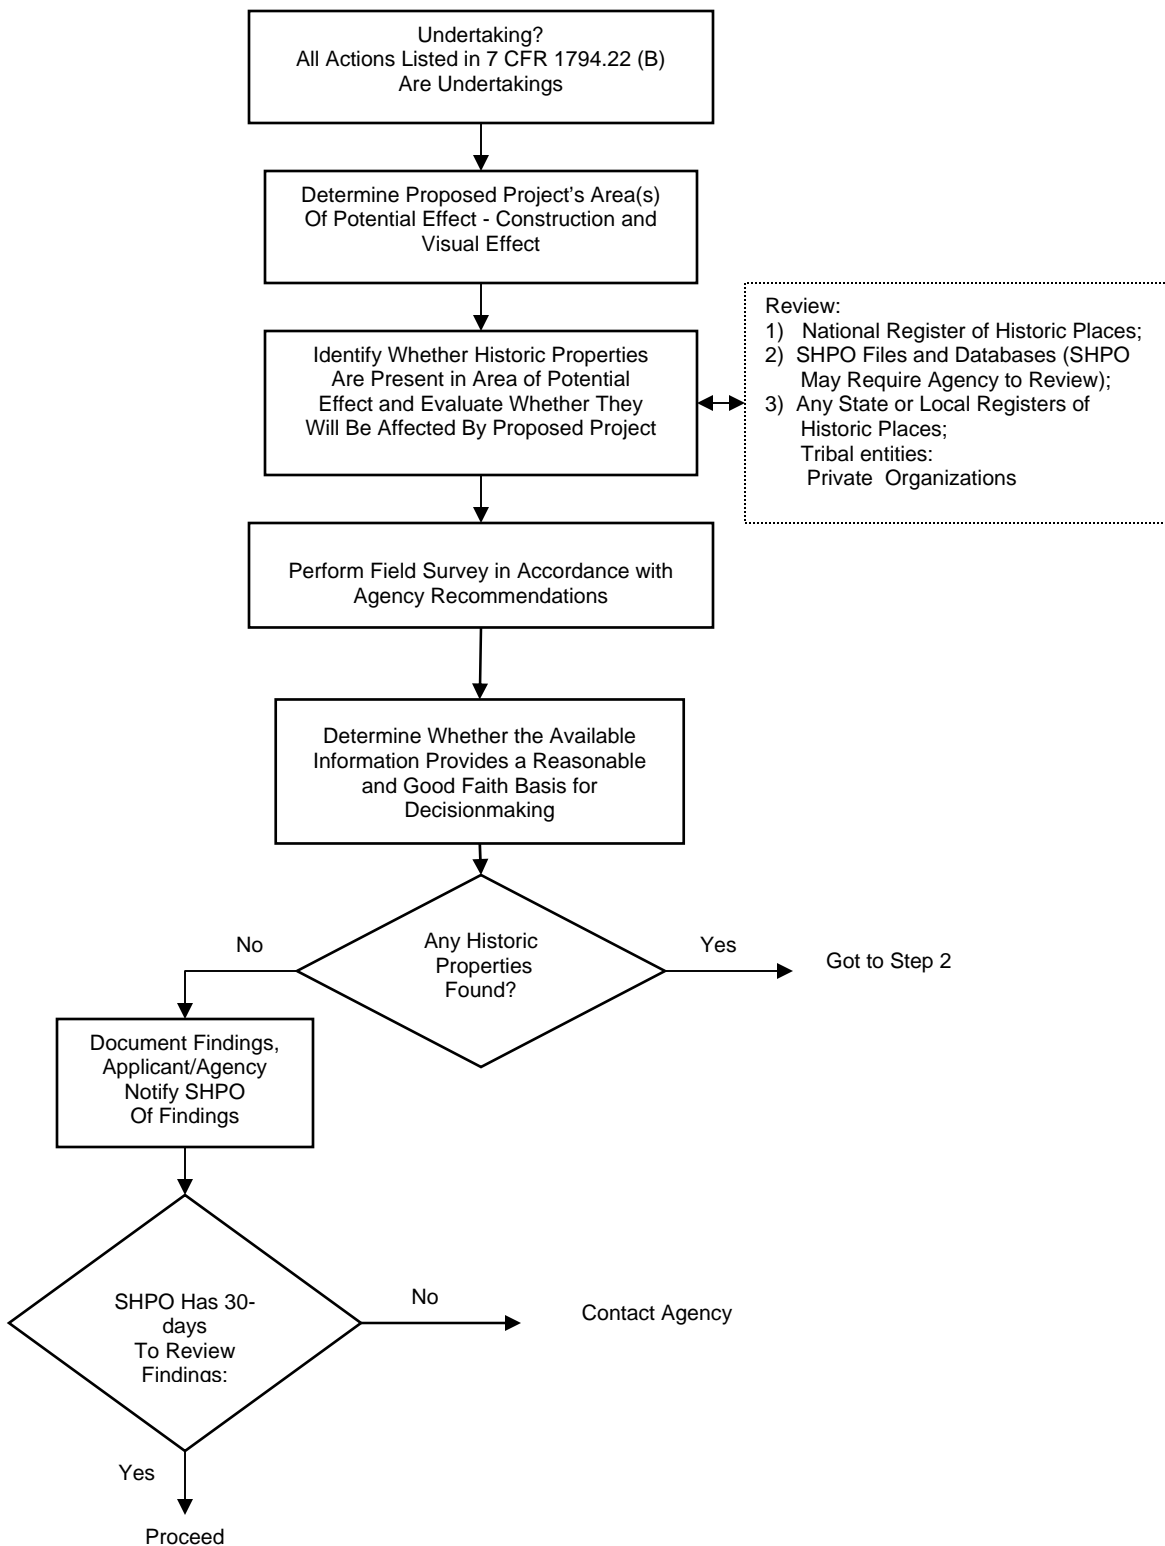 Undertaking?
All Actions Listed in 7 CFR 1794.22 (B)
Are Undertakings
Determine Proposed Project’s Area(s)
Of Potential Effect - Construction and
Visual Effect
Identify Whether Historic Properties
Are Present in Area of Potential
Effect and Evaluate Whether They
Will Be Affected By Proposed Project
Review:
1) National Register of Historic Places;
2) SHPO Files and Databases (SHPO
May Require Agency to Review);
3) Any State or Local Registers of
Historic Places;
Tribal entities:
Private Organizations
Perform Field Survey in Accordance with
Agency Recommendations
Determine Whether the Available
Information Provides a Reasonable
and Good Faith Basis for
Decisionmaking
Any Historic
Properties
Found?
No
Yes
Got to Step 2
Document Findings,
Applicant/Agency
Notify SHPO
Of Findings
SHPO Has 30-
days
To Review
Findings:
No
Contact Agency
Yes
Proceed